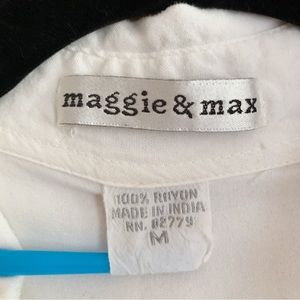 maggie & max
100% RAYON
MADE IN INDIA
RN. 82779
M